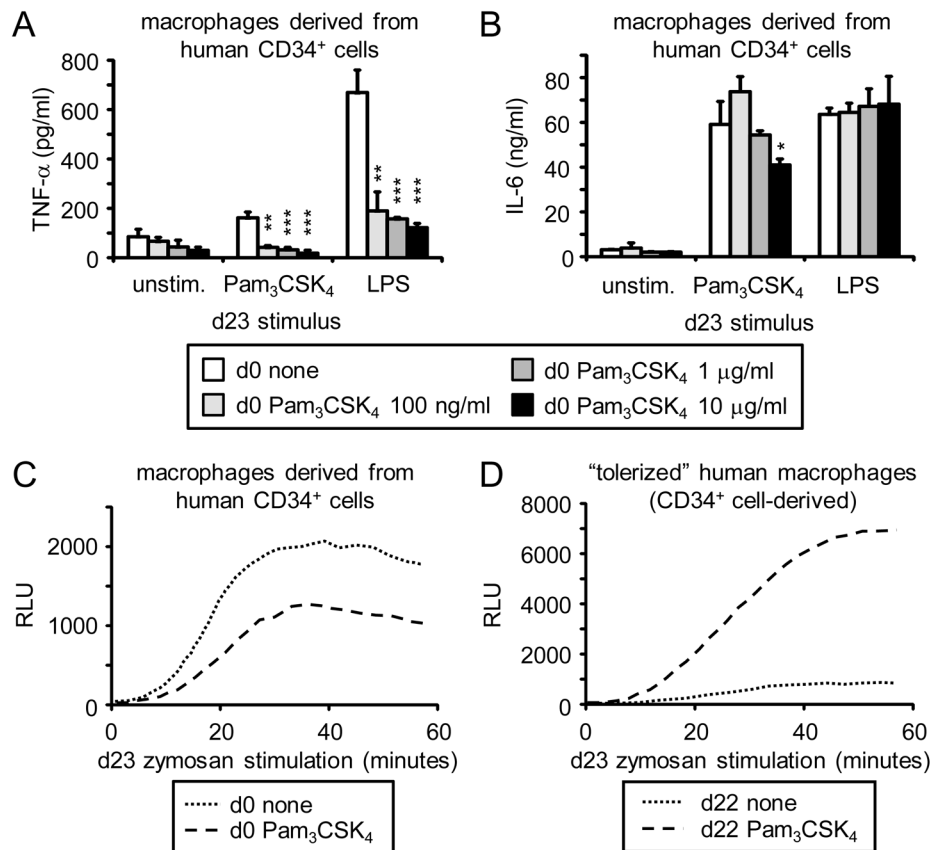 A
macrophages derived from
human CD34+ cells
TNF-α (pg/ml)
800
600
400
200
0
**
***
***
**
***
***
unstim.
Pam3CSK4
LPS
d23 stimulus
B
macrophages derived from
human CD34+ cells
IL-6 (ng/ml)
80
60
40
20
0
*
unstim.
Pam3CSK4
LPS
d23 stimulus
d0 none
d0 Pam3CSK4 1 μg/ml
d0 Pam3CSK4 100 ng/ml
d0 Pam3CSK4 10 μg/ml
C
macrophages derived from
human CD34+ cells
RLU
2000
1000
0
0
20
40
60
d23 zymosan stimulation (minutes)
d0 none
d0 Pam3CSK4
D
“tolerized” human macrophages
(CD34+ cell-derived)
RLU
8000
6000
4000
2000
0
0
20
40
60
d23 zymosan stimulation (minutes)
d22 none
d22 Pam3CSK4